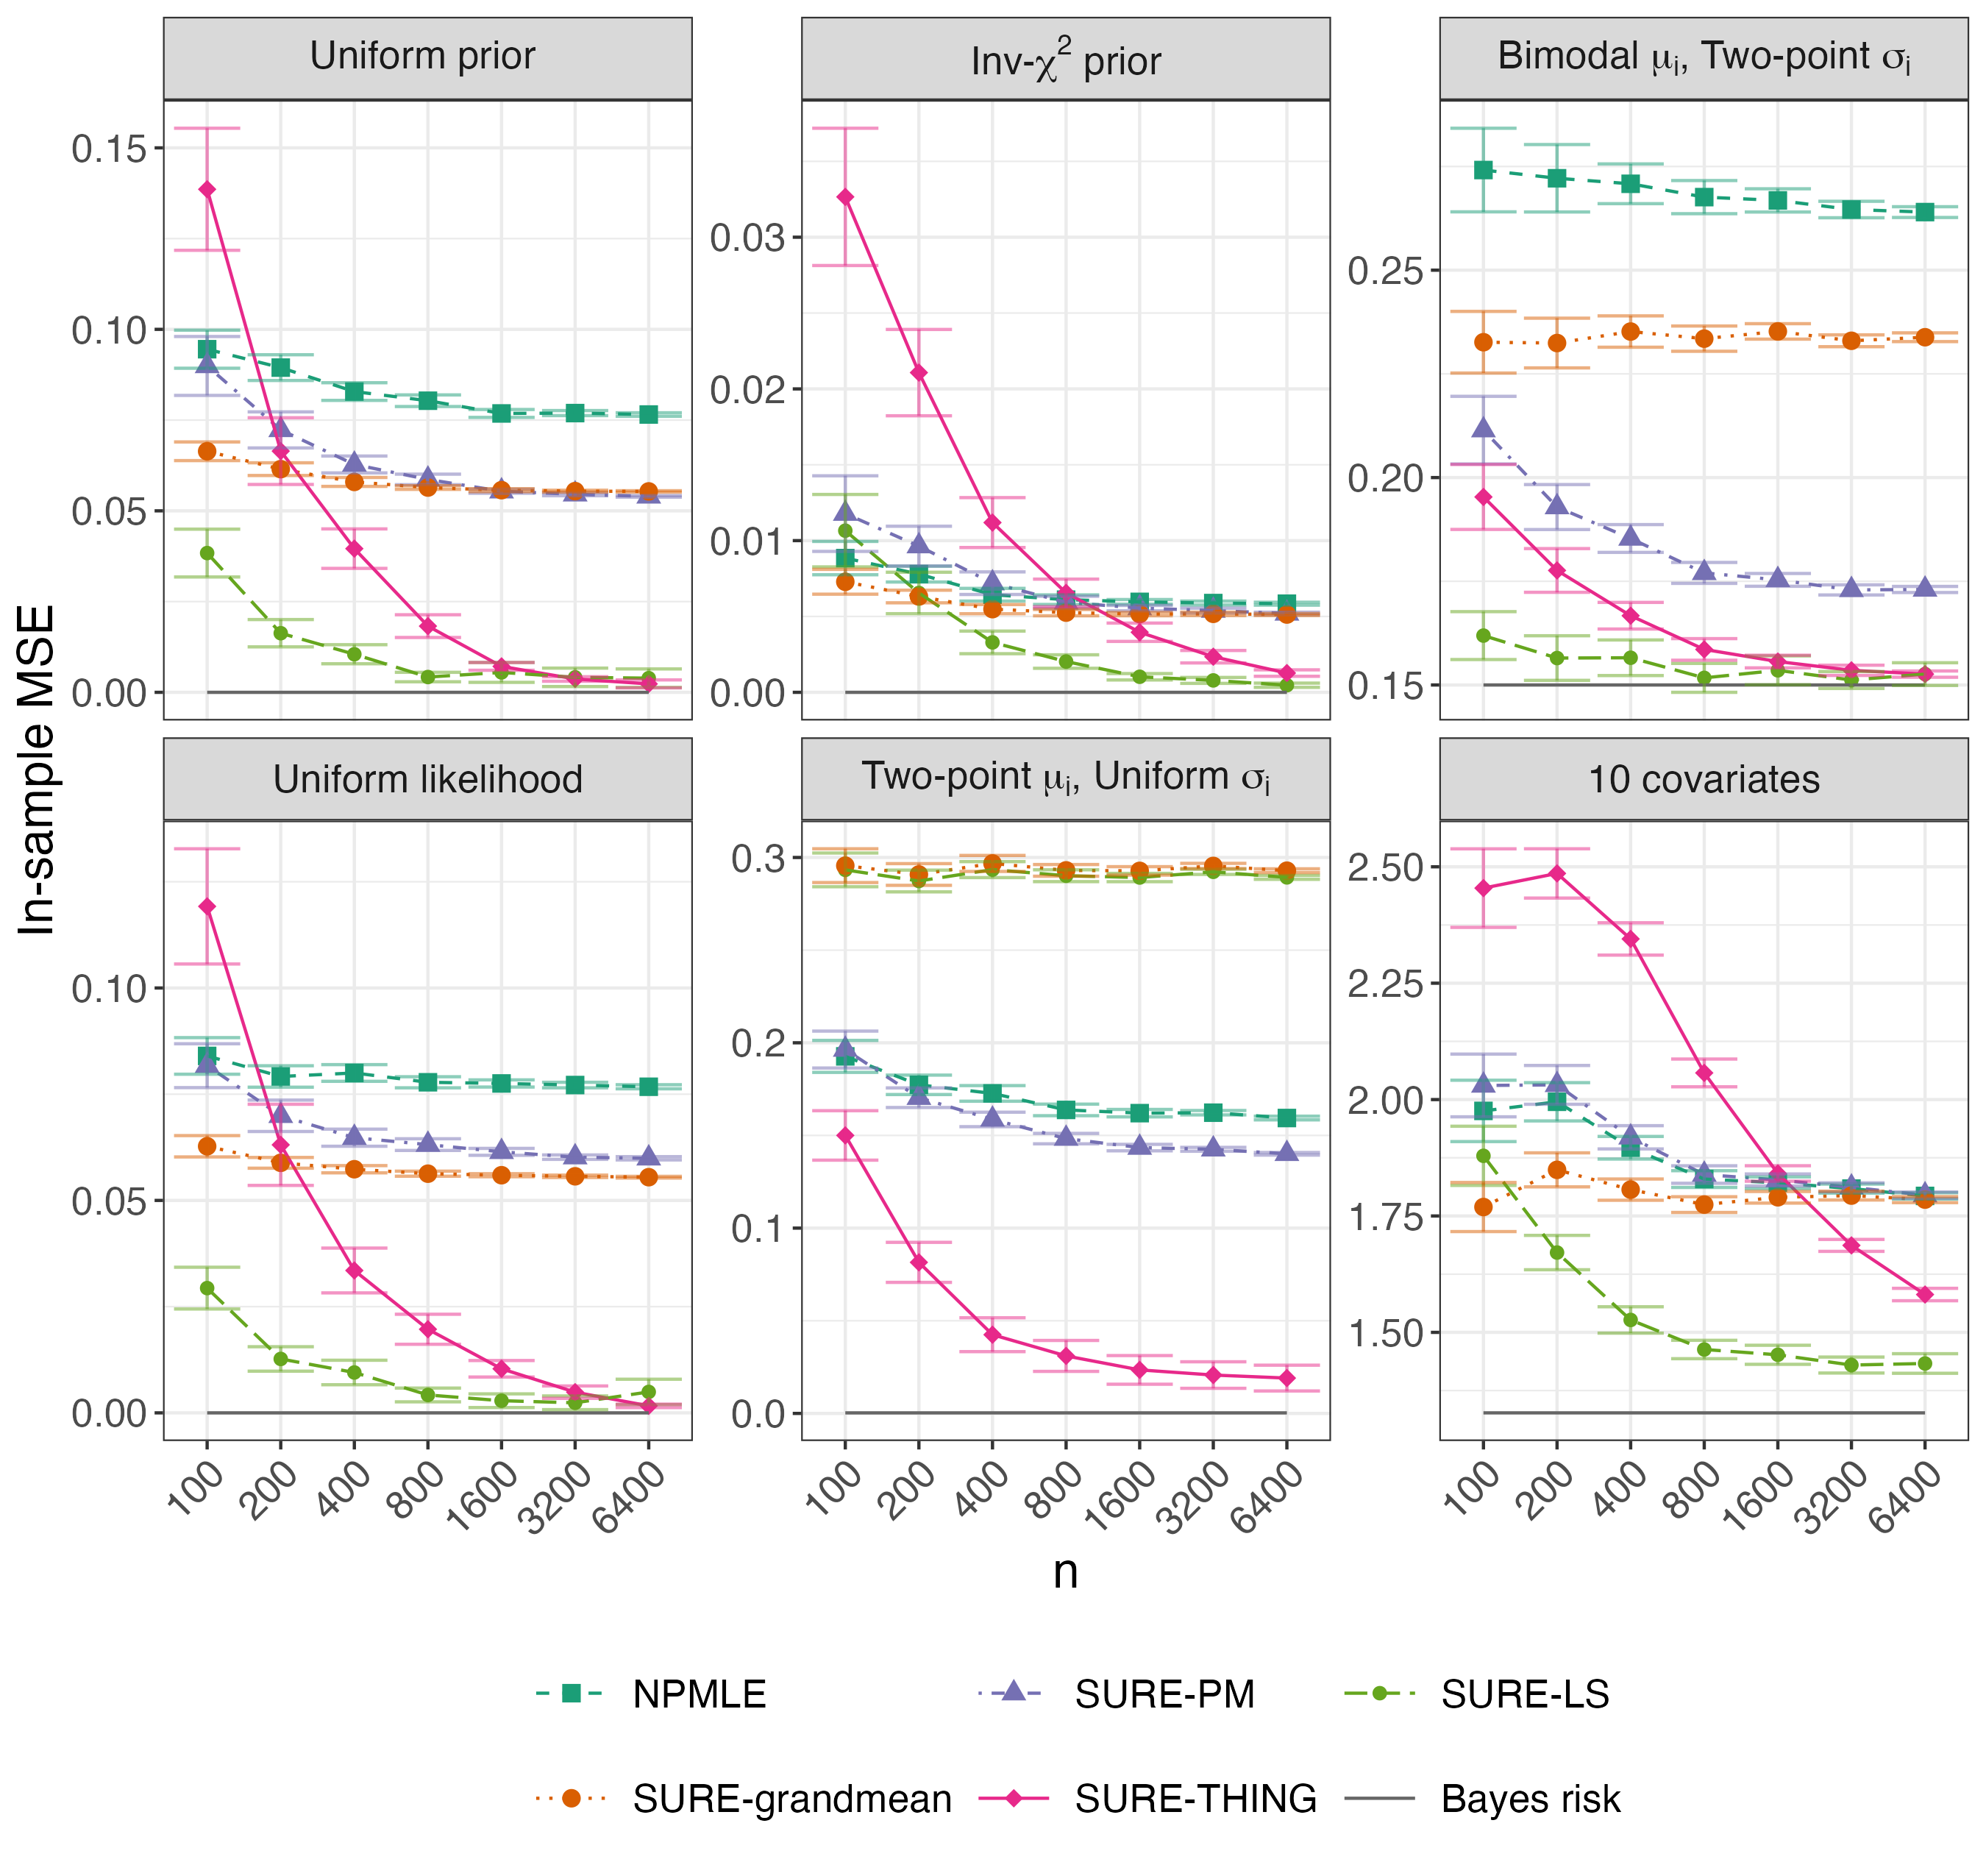 In-sample MSE
Uniform prior
0.15
0.10
0.05
0.00
Inv-χ² prior
0.03
0.02
0.01
0.00
Bimodal μi, Two-point σi
0.25
0.20
0.15
Uniform likelihood
0.10
0.05
0.00
100 200 400 800 1600 3200 6400
Two-point μi, Uniform σi
0.3
0.2
0.1
0.0
100 200 400 800 1600 3200 6400
10 covariates
2.50
2.25
2.00
1.75
1.50
100 200 400 800 1600 3200 6400
n
NPMLE SURE-PM SURE-LS
SURE-grandmean SURE-THING Bayes risk